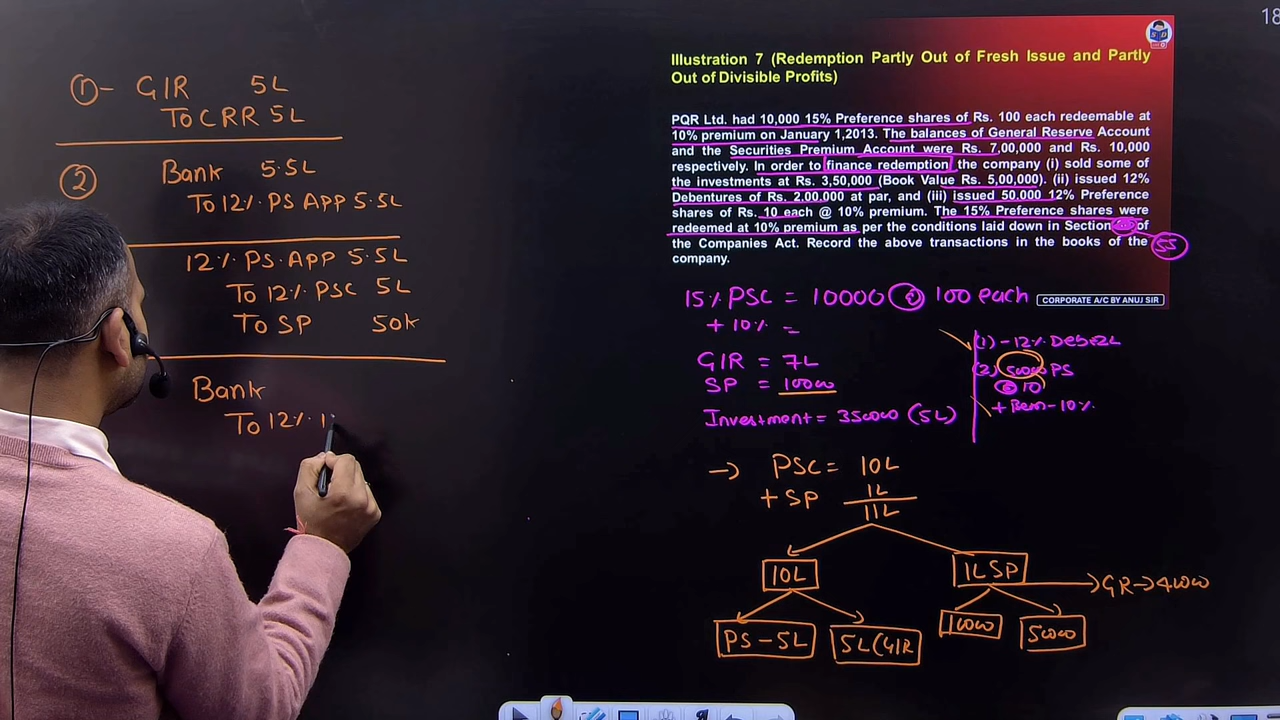 18
①- GIR 5L
To CRR 5L
② Bank 5.5L
To 12% PS APP 5.5L
12% PS APP 5.5L
To 12% PSC 5L
To SP 50k
Bank
To 12%
Illustration 7 (Redemption Partly Out of Fresh Issue and Partly
Out of Divisible Profits)
PQR Ltd. had 10,000 15% Preference shares of Rs. 100 each redeemable at
10% premium on January 1,2013. The balances of General Reserve Account
and the Securities Premium Account were Rs. 7,00,000 and Rs. 10,000
respectively. In order to finance redemption the company (i) sold some of
the investments at Rs. 3,50,000 (Book Value Rs. 5,00,000). (ii) issued 12%
Debentures of Rs. 2,00.000 at par, and (iii) issued 50.000 12% Preference
shares of Rs. 10 each @ 10% premium. The 15% Preference shares were
redeemed at 10% premium as per the conditions laid down in Section of
the Companies Act. Record the above transactions in the books of the 55
company.
CORPORATE A/C BY ANUJ SIR
15% PSC = 10000 @ 100 each
+ 10% =
GIR = 7L
SP = 10000
Investment = 350000 (5L)
(1) - 12% Deb 2L
(2) 50000 PS
@ 10
+ Prem - 10%
→ PSC = 10L
+ SP 1L
11L
10L
1L SP
GR → 40000
PS - 5L
5L (GIR
10000
50000